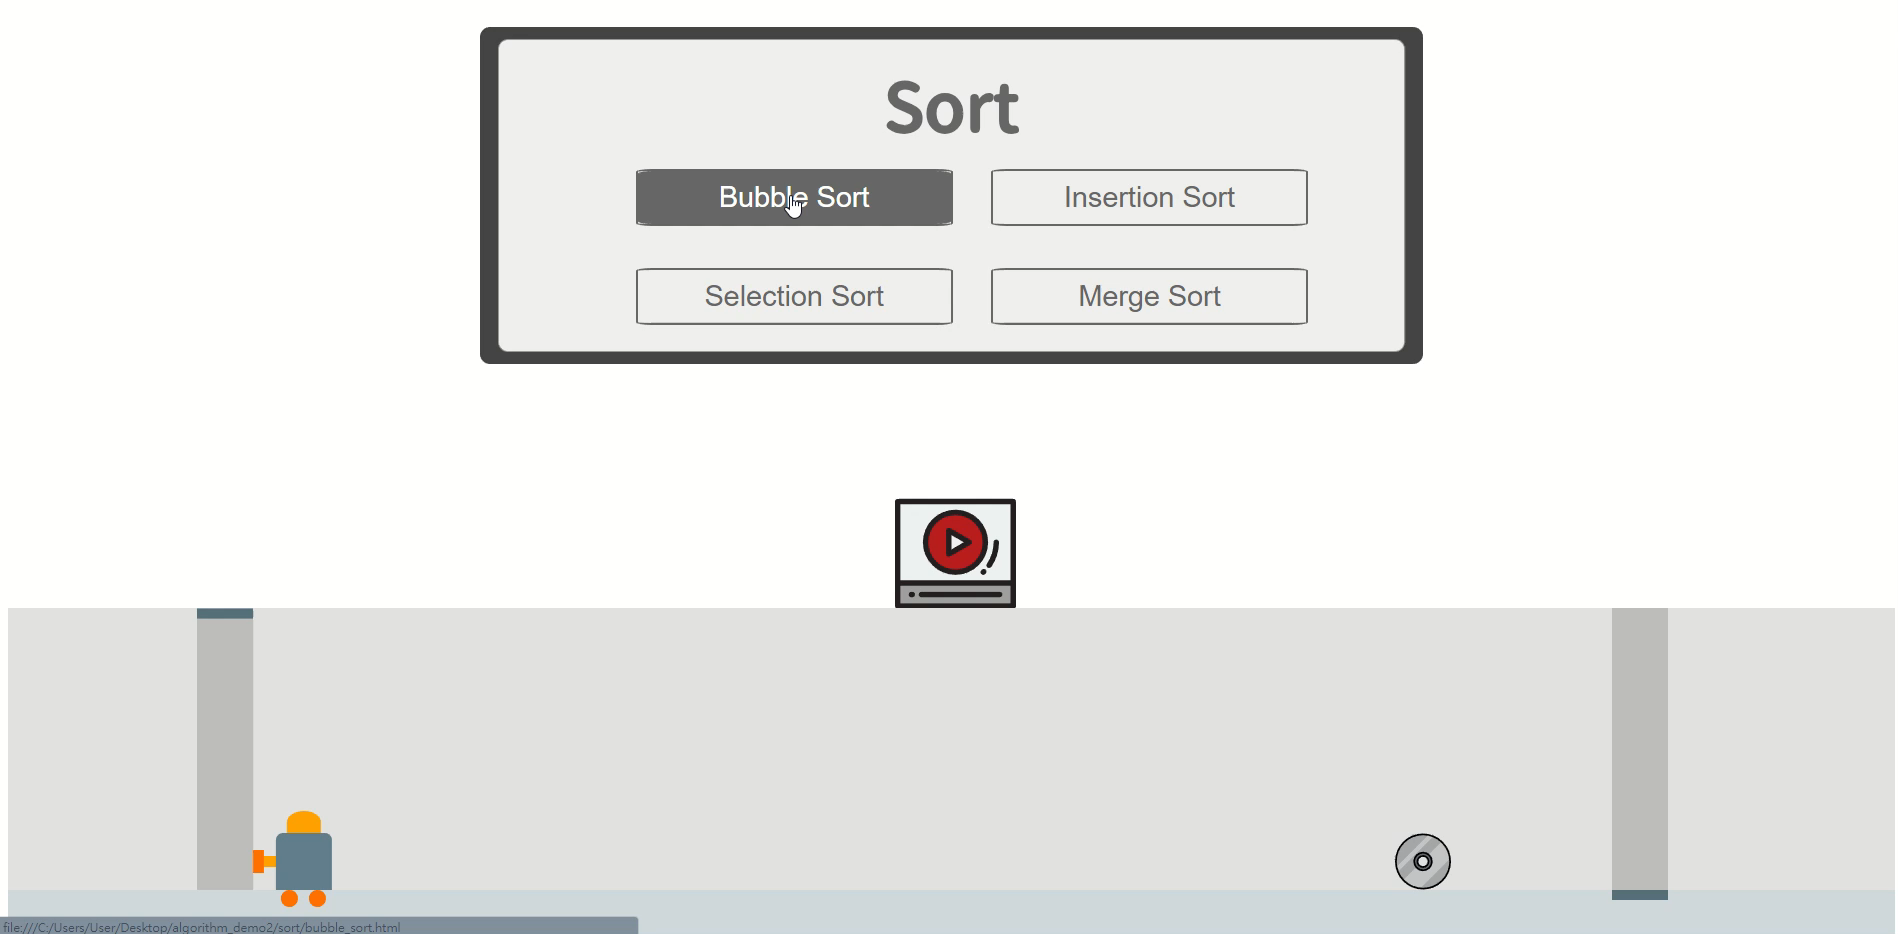 Sort
Bubble Sort
Insertion Sort
Selection Sort
Merge Sort
file:///C:/Users/User/Desktop/algorithm_demo2/sort/bubble_sort.html